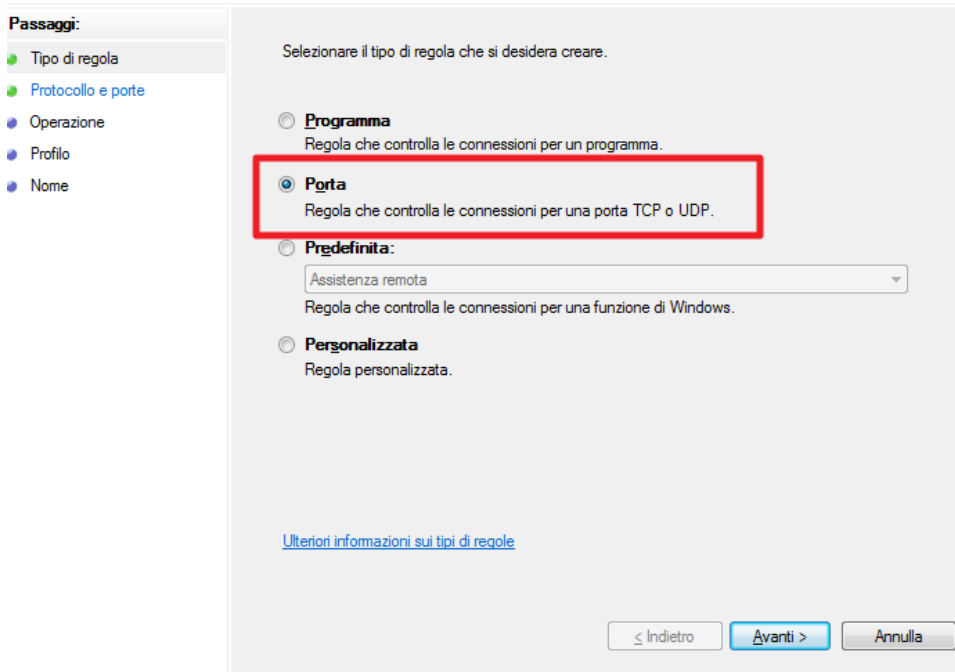 Passaggi:
Tipo di regola
Protocollo e porte
Operazione
Profilo
Nome
Selezionare il tipo di regola che si desidera creare.
Programma
Regola che controlla le connessioni per un programma.
Porta
Regola che controlla le connessioni per una porta TCP o UDP.
Predefinita:
Assistenza remota
Regola che controlla le connessioni per una funzione di Windows.
Personalizzata
Regola personalizzata.
Ulteriori informazioni sui tipi di regole
< Indietro
Avanti >
Annulla